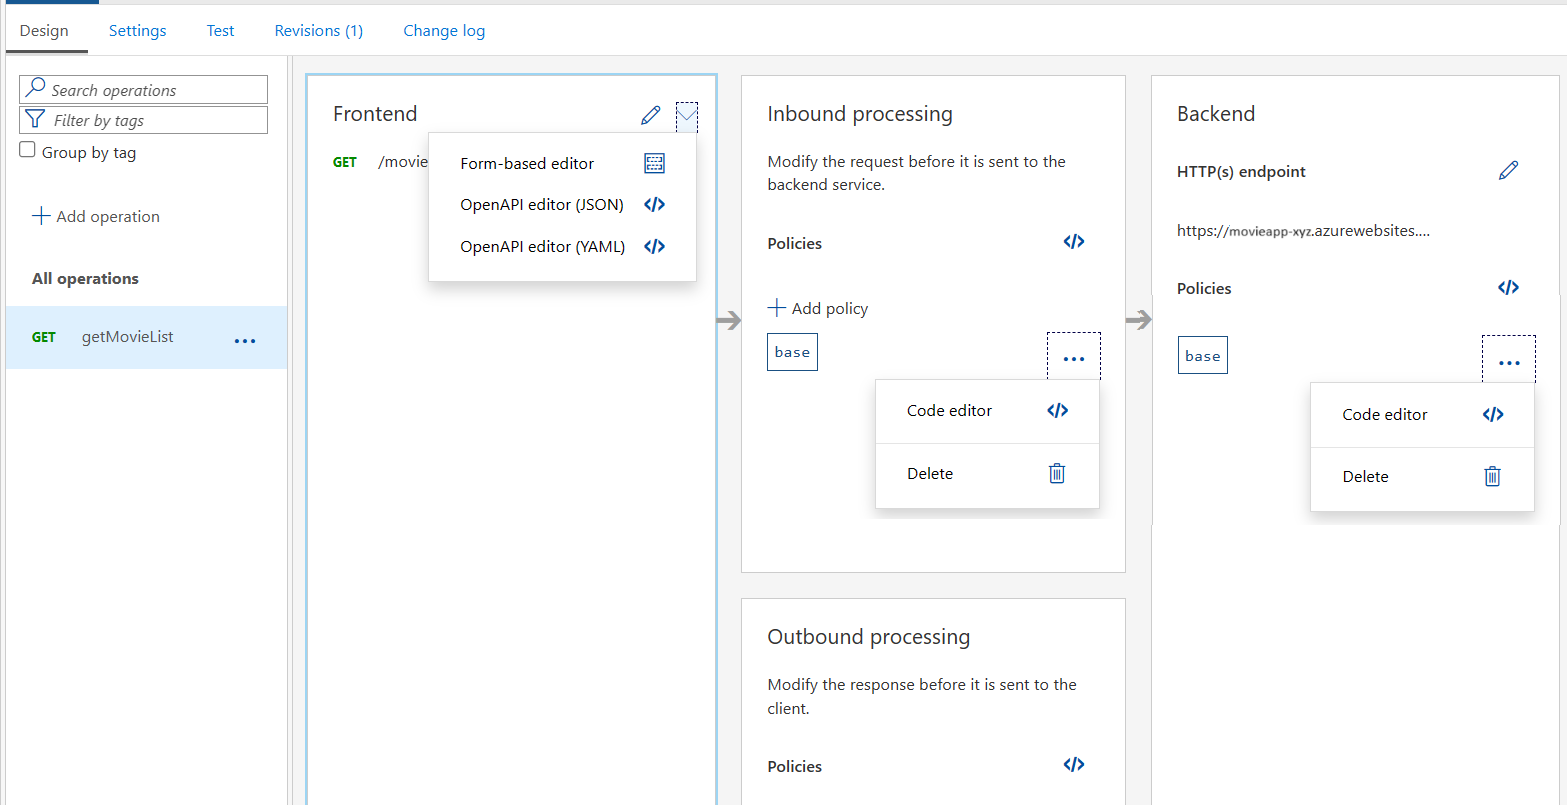 Design Settings Test Revisions (1) Change log
Search operations
Filter by tags
Group by tag
Add operation
All operations
GET getMovieList ...
Frontend
GET /movie
Form-based editor
OpenAPI editor (JSON) </>
OpenAPI editor (YAML) </>
Inbound processing
Modify the request before it is sent to the
backend service.
Policies </>
Add policy
base ...
Code editor </>
Delete
Outbound processing
Modify the response before it is sent to the
client.
Policies </>
Backend
HTTP(s) endpoint
https://movieapp-xyz.azurewebsites....
Policies </>
base ...
Code editor </>
Delete